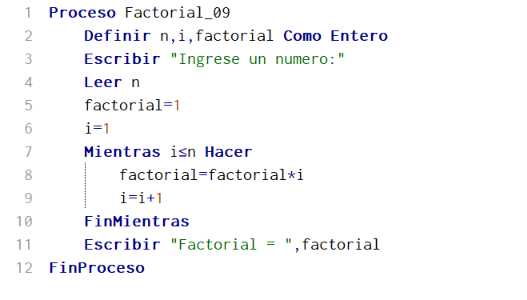 1 Proceso Factorial_09
2 Definir n,i,factorial Como Entero
3 Escribir "Ingrese un numero:"
4 Leer n
5 factorial=1
6 i=1
7 Mientras i≤n Hacer
8 factorial=factorial*i
9 i=i+1
10 FinMientras
11 Escribir "Factorial = ",factorial
12 FinProceso